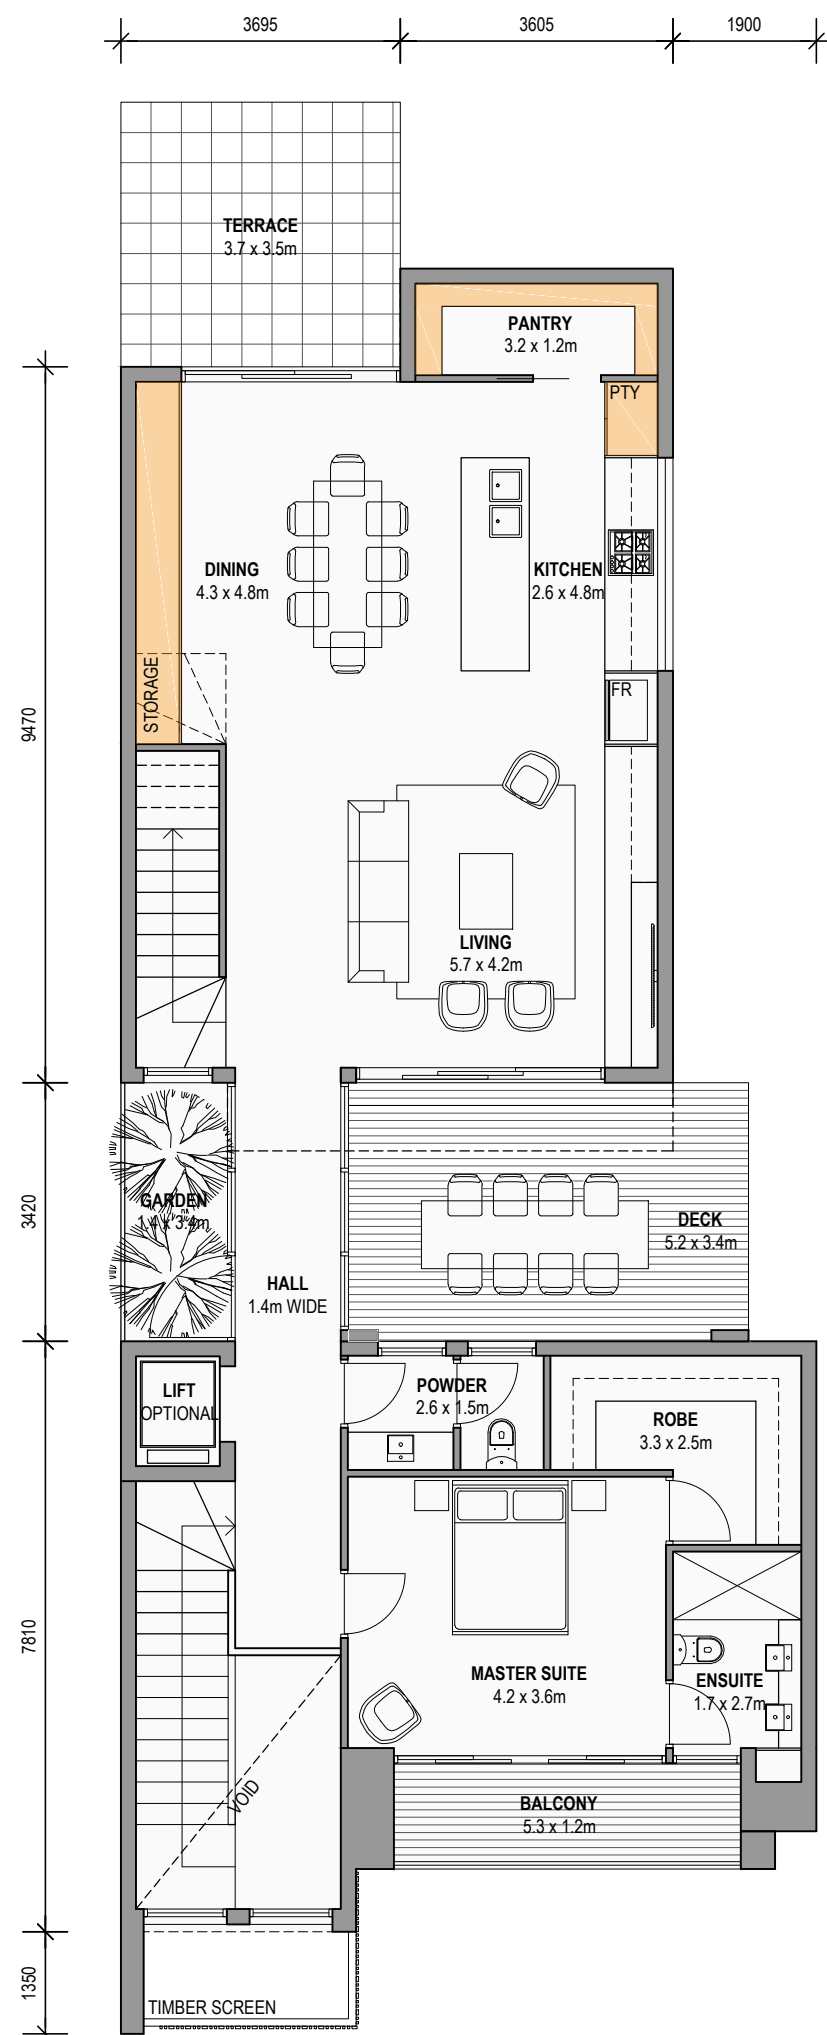 3695
3605
1900
TERRACE
3.7 x 3.5m
PANTRY
3.2 x 1.2m
PTY
DINING
4.3 x 4.8m
KITCHEN
2.6 x 4.8m
STORAGE
FR
9470
LIVING
5.7 x 4.2m
3420
GARDEN
1.4 x 3.4m
DECK
5.2 x 3.4m
HALL
1.4m WIDE
LIFT
OPTIONAL
POWDER
2.6 x 1.5m
ROBE
3.3 x 2.5m
7810
MASTER SUITE
4.2 x 3.6m
ENSUITE
1.7 x 2.7m
VOID
BALCONY
5.3 x 1.2m
1350
TIMBER SCREEN